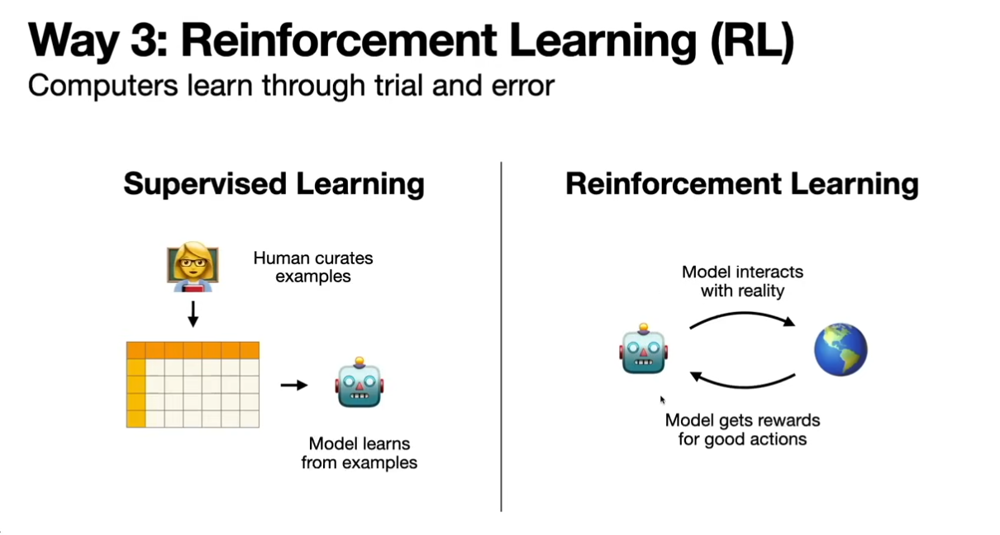 Way 3: Reinforcement Learning (RL)
Computers learn through trial and error
Supervised Learning
Human curates
examples
Model learns
from examples
Reinforcement Learning
Model interacts
with reality
Model gets rewards
for good actions